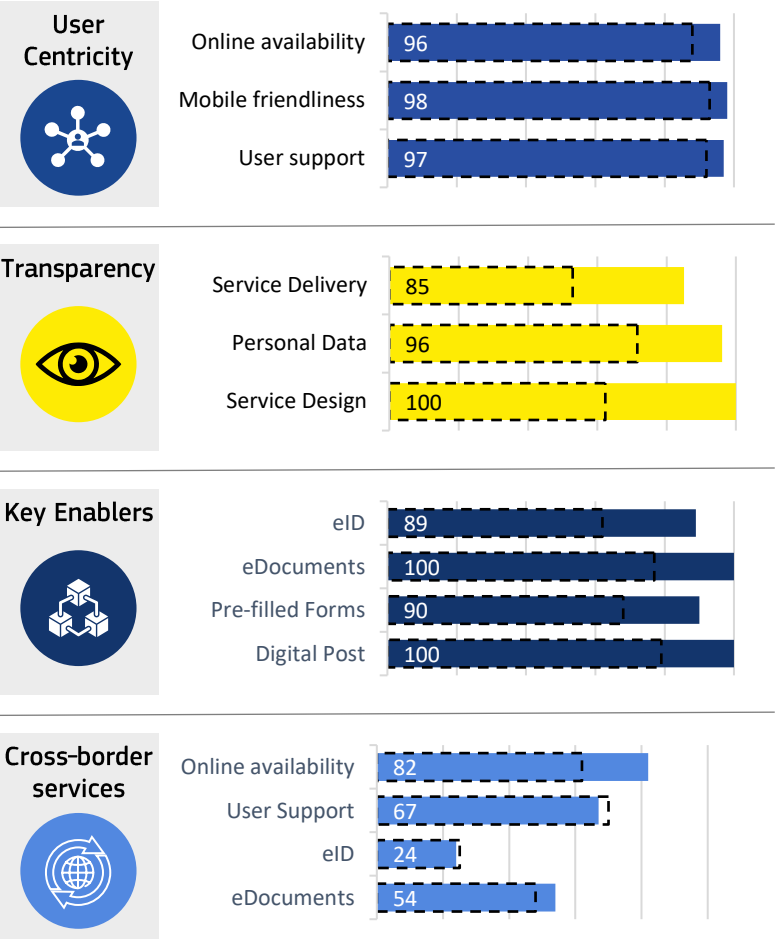 User
Centricity
Online availability 96
Mobile friendliness 98
User support 97
Transparency
Service Delivery 85
Personal Data 96
Service Design 100
Key Enablers
eID 89
eDocuments 100
Pre-filled Forms 90
Digital Post 100
Cross-border
services
Online availability 82
User Support 67
eID 24
eDocuments 54